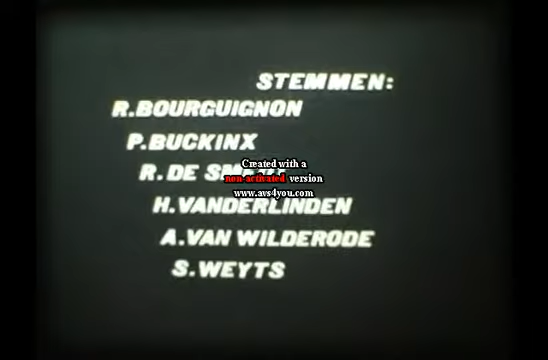 STEMMEN:
R.BOURGUIGNON
P.BUCKINX
R.DE
H.VANDERLINDEN
A.VAN WILDERODE
S.WEYTS
Created with a
non-activated version
www.avs4you.com